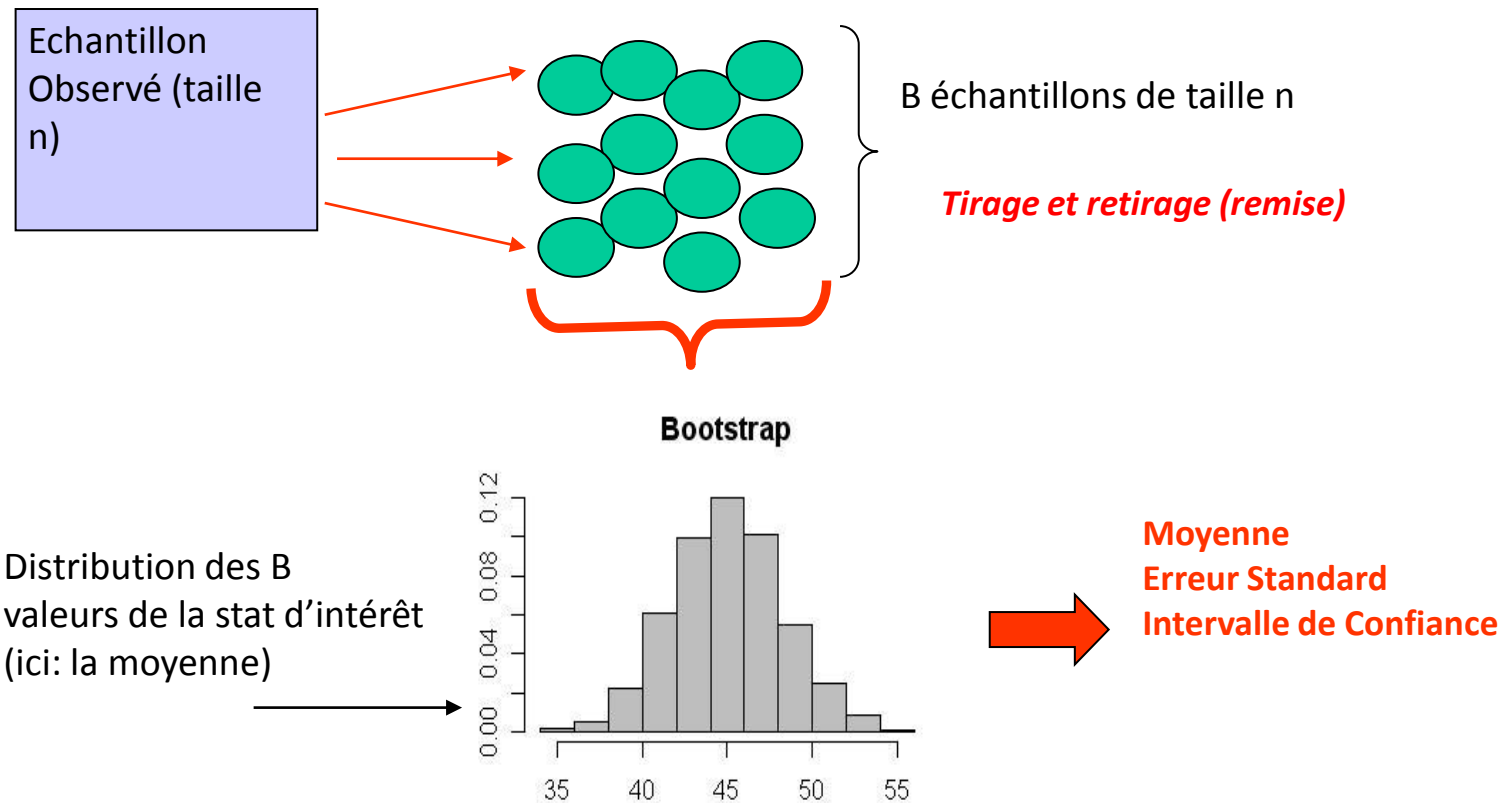 Echantillon
Observé (taille
n)
B échantillons de taille n
Tirage et retirage (remise)
Bootstrap
0.12
0.08
0.04
0.00
35 40 45 50 55
Distribution des B
valeurs de la stat d’intérêt
(ici: la moyenne)
Moyenne
Erreur Standard
Intervalle de Confiance